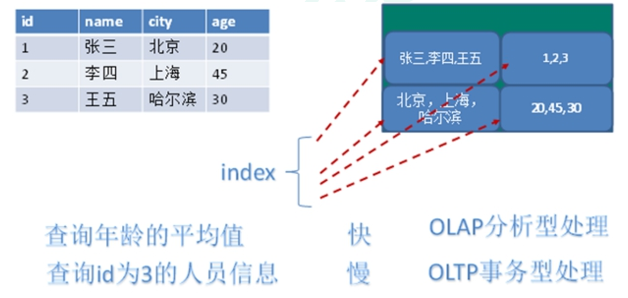 id name city age
1 张三 北京 20
2 李四 上海 45
3 王五 哈尔滨 30
张三,李四,王五
1,2,3
北京，上海，
哈尔滨
20,45,30
index
查询年龄的平均值 快 OLAP分析型处理
查询id为3的人员信息 慢 OLTP事务型处理